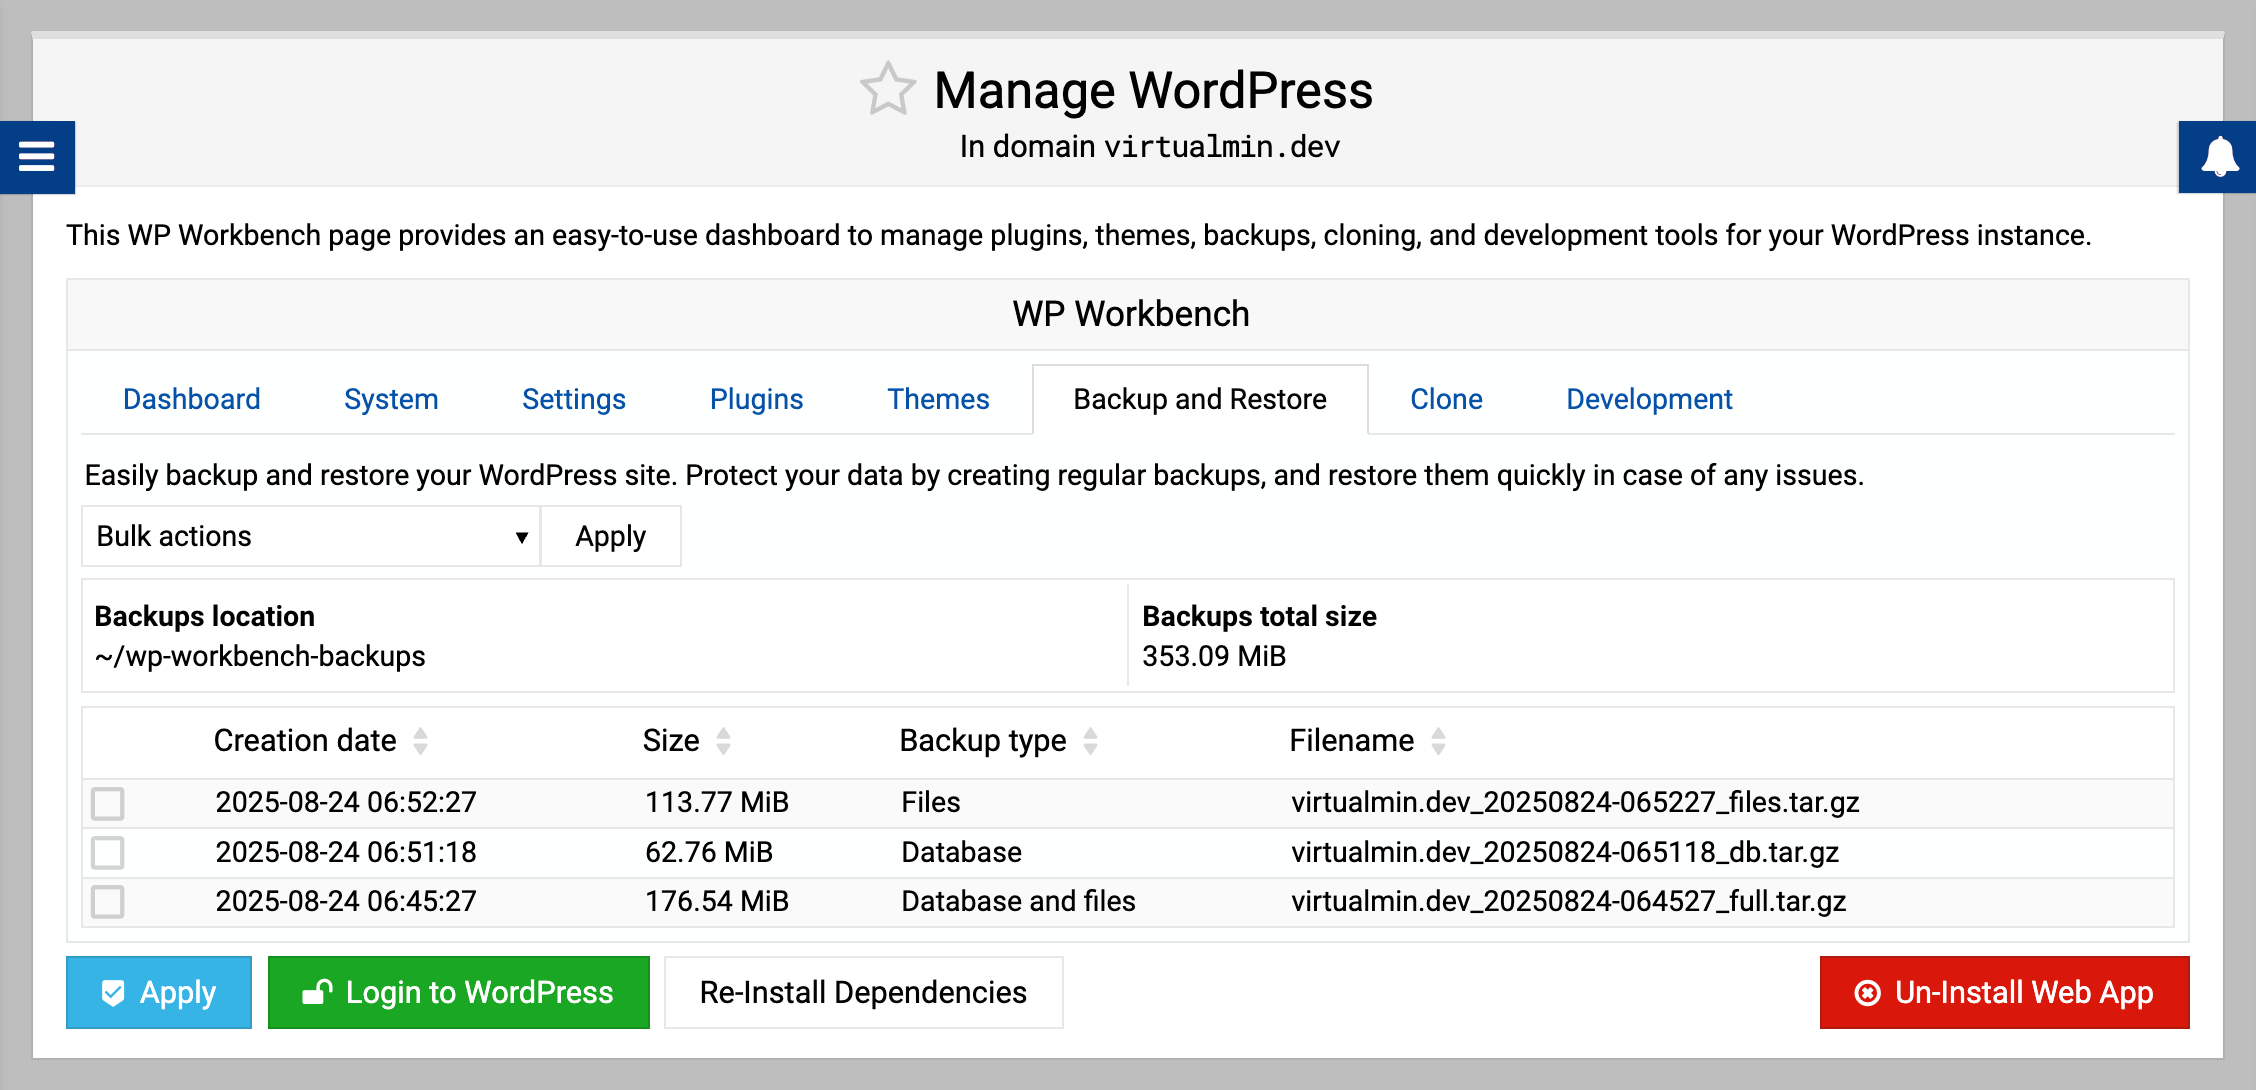 Manage WordPress
In domain virtualmin.dev
This WP Workbench page provides an easy-to-use dashboard to manage plugins, themes, backups, cloning, and development tools for your WordPress instance.
WP Workbench
Dashboard System Settings Plugins Themes Backup and Restore Clone Development
Easily backup and restore your WordPress site. Protect your data by creating regular backups, and restore them quickly in case of any issues.
Bulk actions Apply
Backups location Backups total size
~/wp-workbench-backups 353.09 MiB
Creation date Size Backup type Filename
2025-08-24 06:52:27 113.77 MiB Files virtualmin.dev_20250824-065227_files.tar.gz
2025-08-24 06:51:18 62.76 MiB Database virtualmin.dev_20250824-065118_db.tar.gz
2025-08-24 06:45:27 176.54 MiB Database and files virtualmin.dev_20250824-064527_full.tar.gz
Apply Login to WordPress Re-Install Dependencies Un-Install Web App